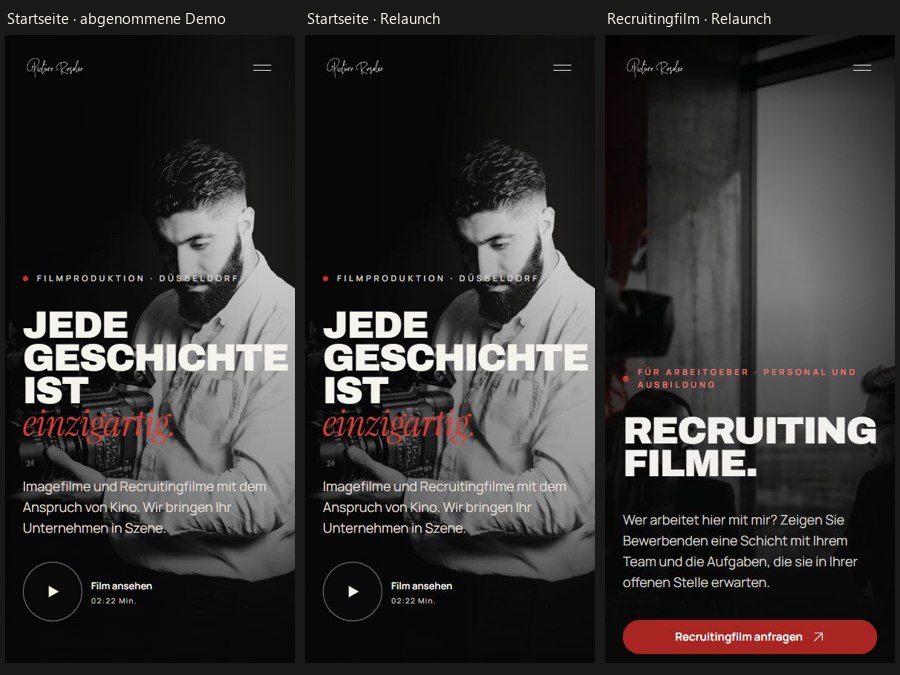 Startseite · abgenommene Demo
Picture Resolve
FILMPRODUKTION · DÜSSELDORF
JEDE
GESCHICHTE
IST
einzigartig.
Imagefilme und Recruitingfilme mit dem
Anspruch von Kino. Wir bringen Ihr
Unternehmen in Szene.
Film ansehen
02:22 Min.
24
Startseite · Relaunch
FILMPRODUKTION · DÜSSELDORF
JEDE
GESCHICHTE
IST
einzigartig.
Imagefilme und Recruitingfilme mit dem
Anspruch von Kino. Wir bringen Ihr
Unternehmen in Szene.
Film ansehen
02:22 Min.
24
Recruitingfilm · Relaunch
FÜR ARBEITGEBER · PERSONAL UND
AUSBILDUNG
RECRUITING
FILME.
Wer arbeitet hier mit mir? Zeigen Sie
Bewerbenden eine Schicht mit Ihrem
Team und die Aufgaben, die sie in Ihrer
offenen Stelle erwarten.
Recruitingfilm anfragen